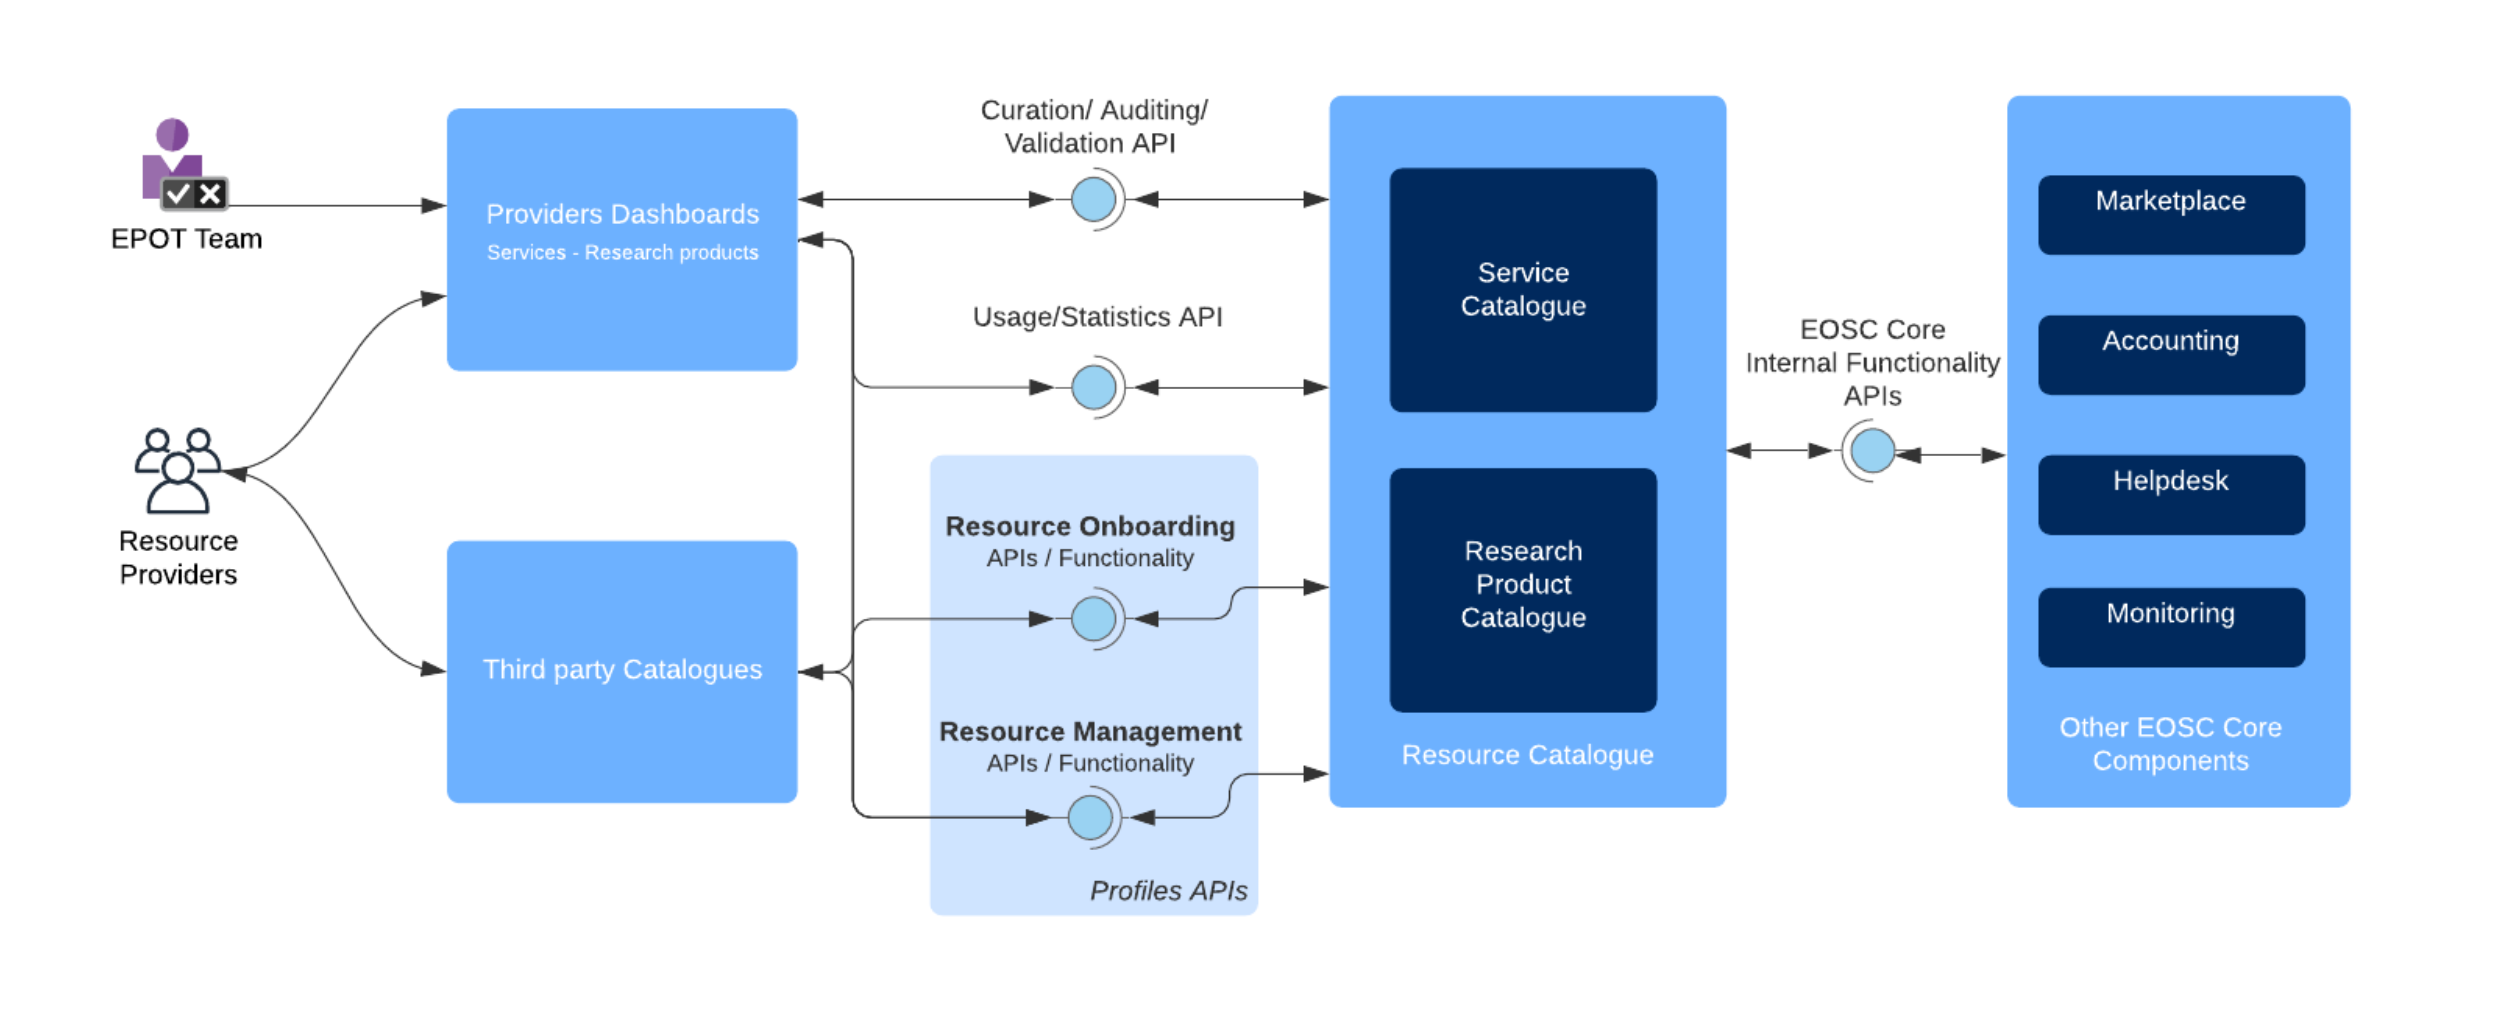 EPOT Team
Resource
Providers
Providers Dashboards
Services - Research products
Third party Catalogues
Curation/ Auditing/
Validation API
Usage/Statistics API
Resource Onboarding
APIs / Functionality
Resource Management
APIs / Functionality
Profiles APIs
Service
Catalogue
Research
Product
Catalogue
Resource Catalogue
EOSC Core
Internal Functionality
APIs
Marketplace
Accounting
Helpdesk
Monitoring
Other EOSC Core
Components